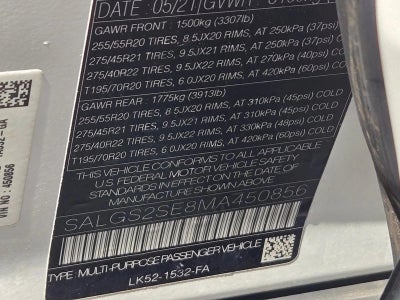 DATE: 05/21 GVWR
GAWR FRONT : 1500kg (3307lb)
255/55R20 TIRES, 8.5JX20 RIMS, AT 250kPa (37psi)
275/45R21 TIRES, 9.5JX21 RIMS, AT 250kPa (37psi)
275/40R22 TIRES, 9.5JX22 RIMS, AT 270kPa (40psi) CO
T195/70R20 TIRES, 6.0JX20 RIMS, AT 420kPa (60psi) CO
GAWR REAR : 1775kg (3913lb)
255/55R20 TIRES, 8.5JX20 RIMS, AT 310kPa (45psi) COLD
275/45R21 TIRES, 9.5JX21 RIMS, AT 310kPa (45psi) COLD
275/40R22 TIRES, 9.5JX22 RIMS, AT 330kPa (48psi) COLD
T195/70R20 TIRES, 6.0JX20 RIMS, AT 420kPa (60psi) COLD
THIS VEHICLE CONFORMS TO ALL APPLICABLE
U.S. FEDERAL MOTOR VEHICLE SAFETY
STANDARDS IN EFFECT ON THE DATE OF
MANUFACTURE SHOWN ABOVE.
SALGS2SE8MA450856
TYPE: MULTI-PURPOSE PASSENGER VEHICLE
LK52-1532-FA
VIN NO : 450856